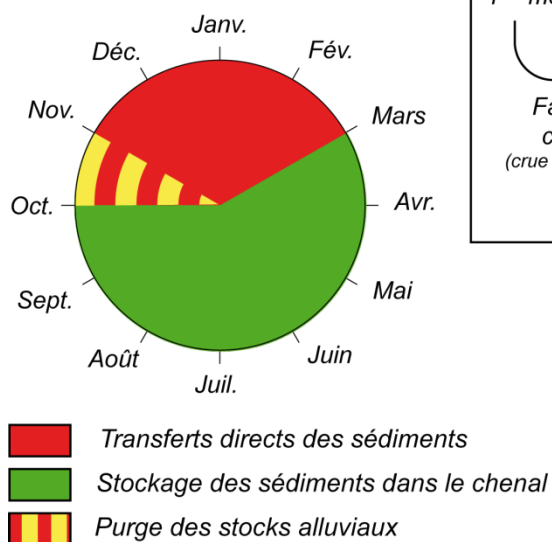 Janv.
Fév.
Mars
Avr.
Mai
Juin
Juil.
Août
Sept.
Oct.
Nov.
Déc.
(crue
Transferts directs des sédiments
Stockage des sédiments dans le chenal
Purge des stocks alluviaux